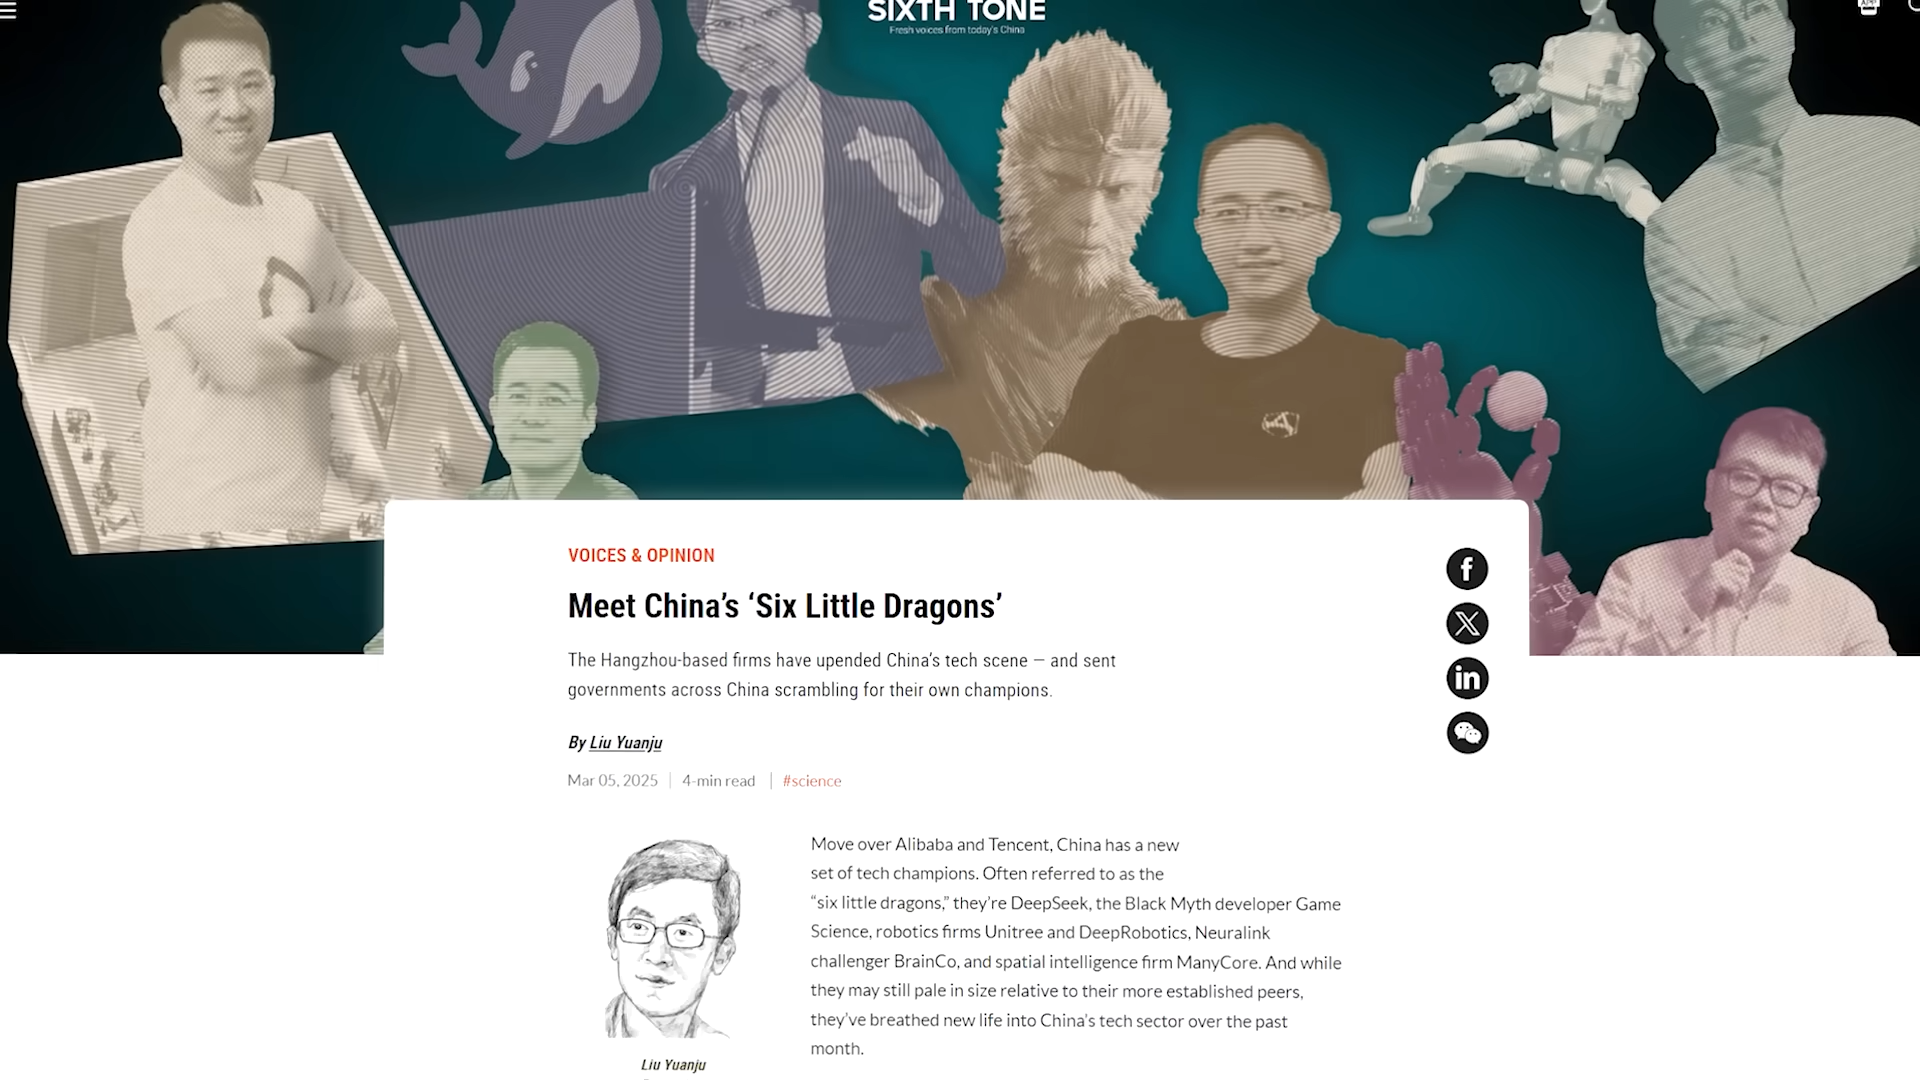 SIXTH TONE
Fresh voices from today's China
VOICES & OPINION
Meet China’s ‘Six Little Dragons’
The Hangzhou-based firms have upended China’s tech scene — and sent
governments across China scrambling for their own champions.
By Liu Yuanju
Mar 05, 2025 | 4-min read | #science
Move over Alibaba and Tencent, China has a new
set of tech champions. Often referred to as the
“six little dragons,” they’re DeepSeek, the Black Myth developer Game
Science, robotics firms Unitree and DeepRobotics, Neuralink
challenger BrainCo, and spatial intelligence firm ManyCore. And while
they may still pale in size relative to their more established peers,
they’ve breathed new life into China’s tech sector over the past
month.
Liu Yuanju